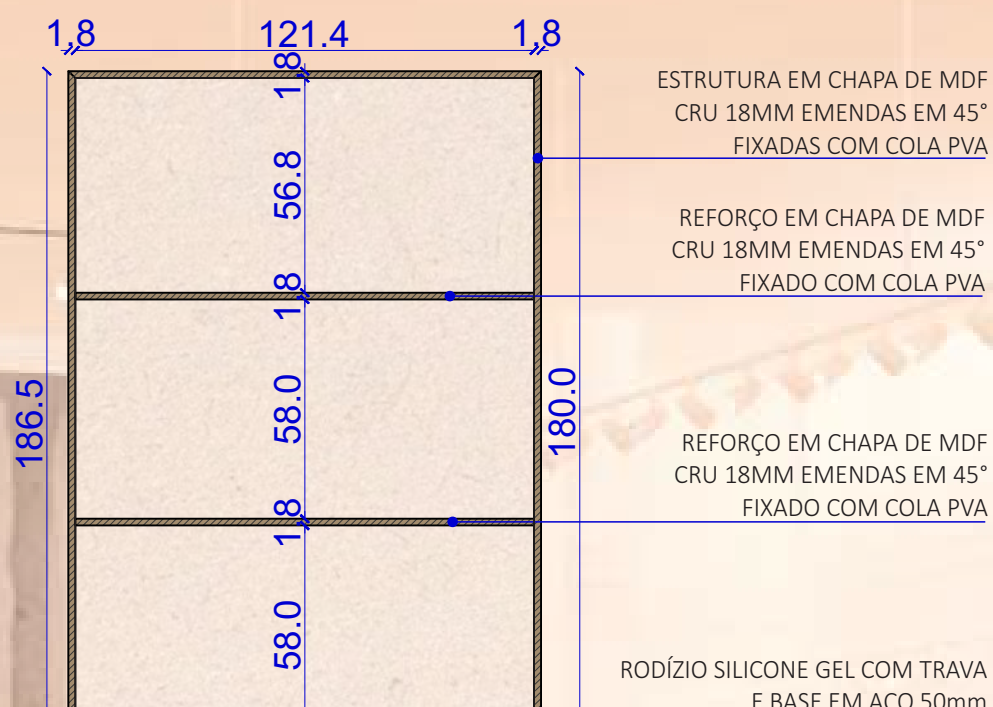 1,8 121.4 1,8
1.8
56.8
1.8
58.0
1.8
58.0
186.5
180.0
ESTRUTURA EM CHAPA DE MDF
CRU 18MM EMENDAS EM 45°
FIXADAS COM COLA PVA
REFORÇO EM CHAPA DE MDF
CRU 18MM EMENDAS EM 45°
FIXADO COM COLA PVA
REFORÇO EM CHAPA DE MDF
CRU 18MM EMENDAS EM 45°
FIXADO COM COLA PVA
RODÍZIO SILICONE GEL COM TRAVA
E BASE EM AÇO 50mm